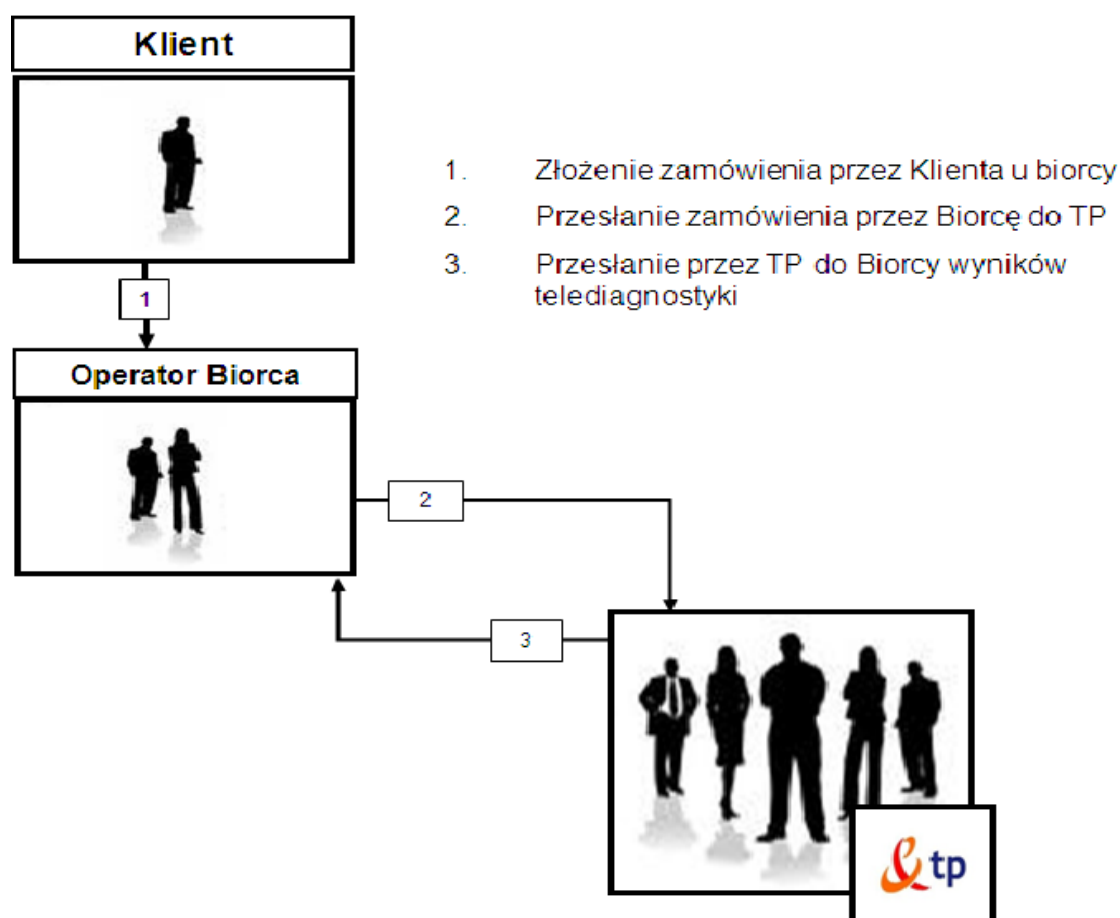 Klient
1. Złożenie zamówienia przez Klienta u biorcy
2. Przesłanie zamówienia przez Biorcę do TP
3. Przesłanie przez TP do Biorcy wyników
telediagnostyki
1
Operator Biorca
2
3
tp